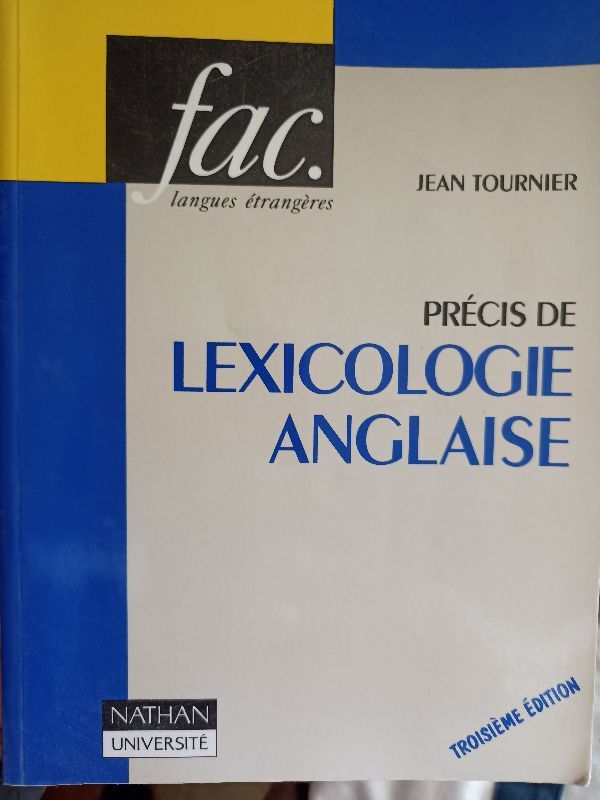 fac.
langues étrangères
JEAN TOURNIER
PRÉCIS DE
LEXICOLOGIE
ANGLAISE
TROISIÈME ÉDITION
NATHAN
UNIVERSITÉ